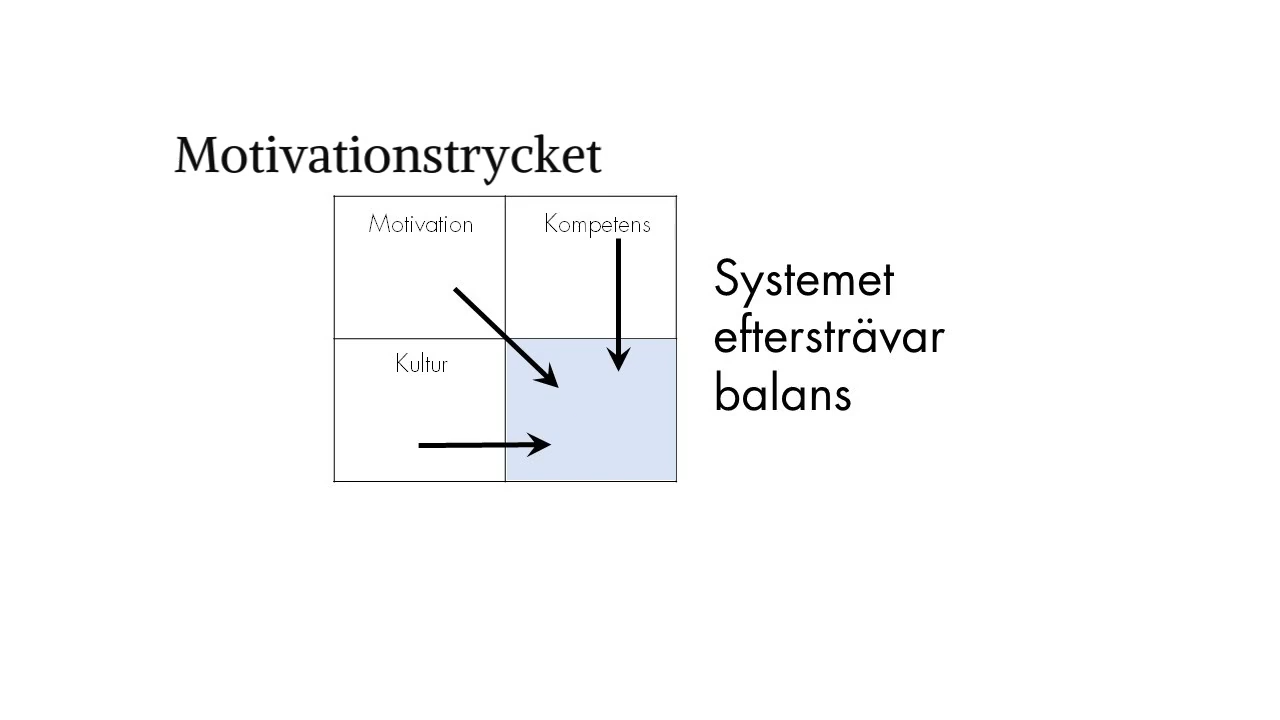 Motivationstrycket
Motivation
Kompetens
Kultur
Systemet
eftersträvar
balans